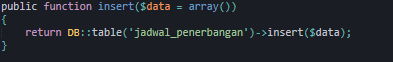 public function insert($data = array())
{
    return DB::table('jadwal_penerbangan')->insert($data);
}